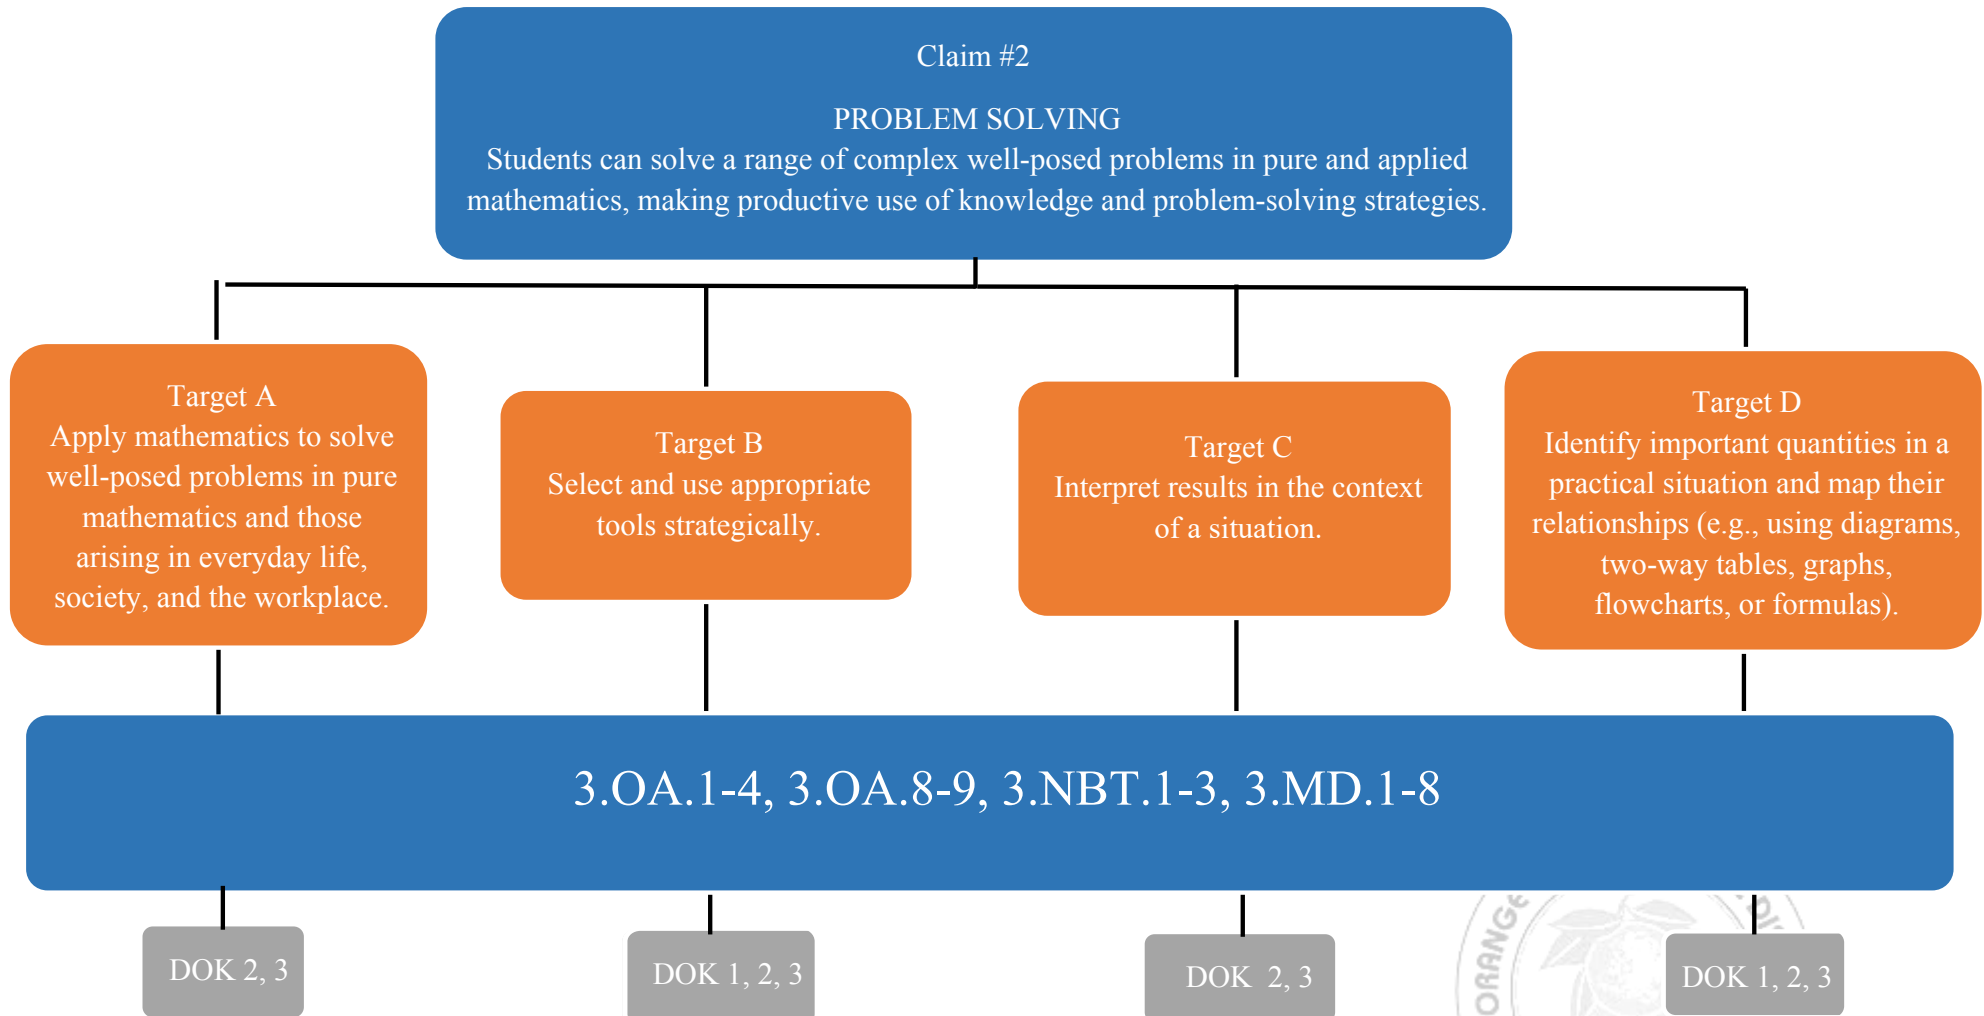 Claim #2
PROBLEM SOLVING
Students can solve a range of complex well-posed problems in pure and applied
mathematics, making productive use of knowledge and problem-solving strategies.
Target A
Apply mathematics to solve
well-posed problems in pure
mathematics and those
arising in everyday life,
society, and the workplace.
Target B
Select and use appropriate
tools strategically.
Target C
Interpret results in the context
of a situation.
Target D
Identify important quantities in a
practical situation and map their
relationships (e.g., using diagrams,
two-way tables, graphs,
flowcharts, or formulas).
3.OA.1-4, 3.OA.8-9, 3.NBT.1-3, 3.MD.1-8
DOK 2, 3
DOK 1, 2, 3
DOK  2, 3
DOK 1, 2, 3
ORANGE